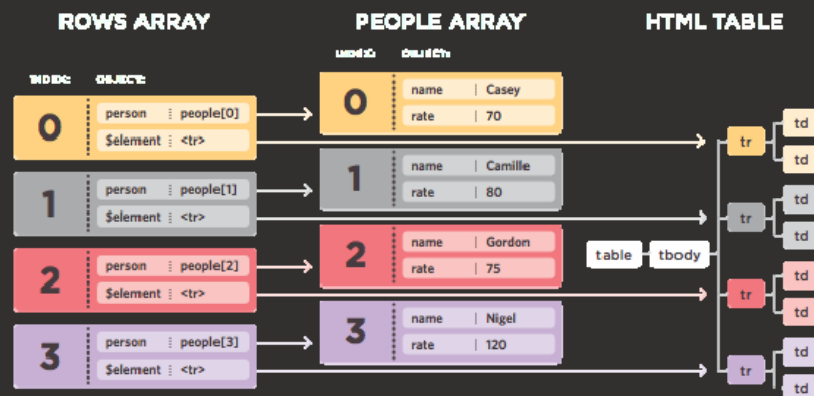 ROWS ARRAY
PEOPLE ARRAY
HTML TABLE
INDEX: OBJECT:
INDEX: OBJECT:
0
person people[0]
$element <tr>
1
person people[1]
$element <tr>
2
person people[2]
$element <tr>
3
person people[3]
$element <tr>
0
name Casey
rate 70
1
name Camille
rate 80
2
name Gordon
rate 75
3
name Nigel
rate 120
table tbody
tr
td
td
tr
td
td
tr
td
td
tr
td
td